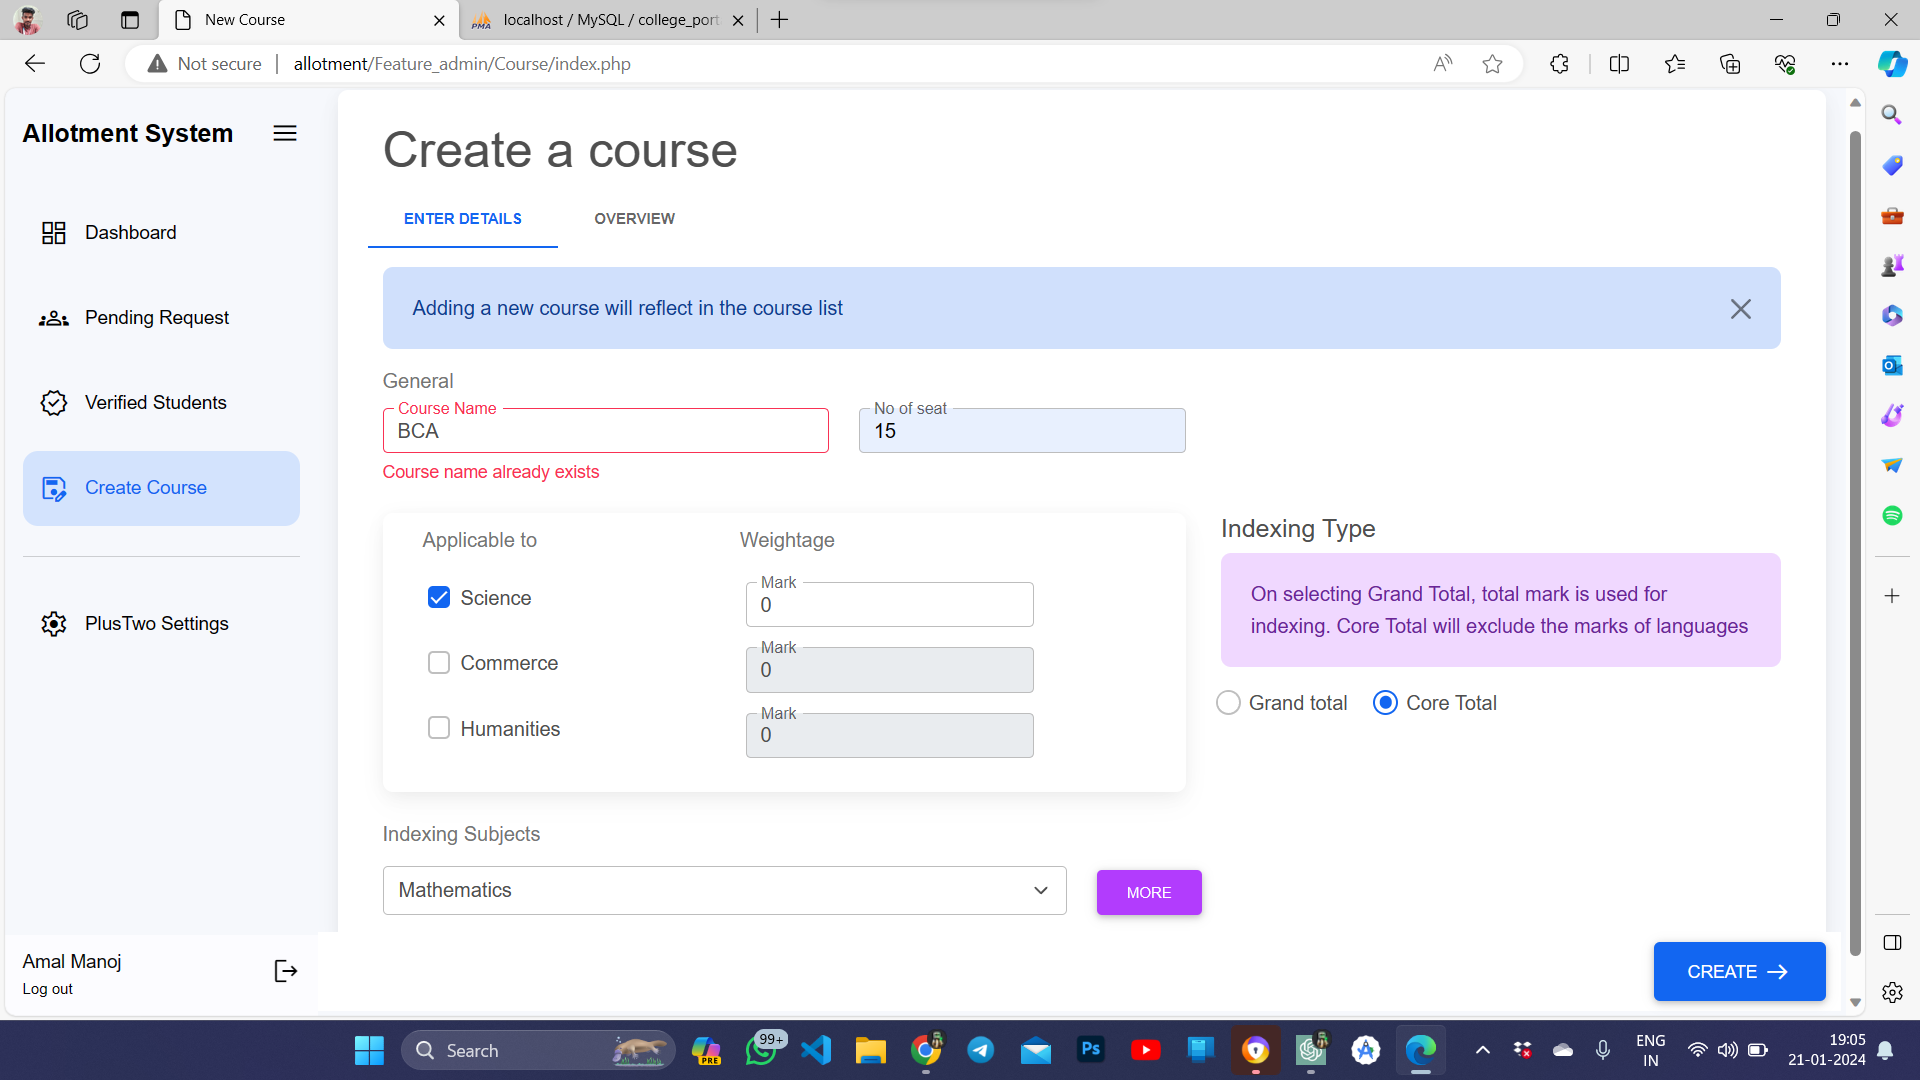 New Course
localhost / MySQL / college_port
Not secure
allotment/Feature_admin/Course/index.php
Allotment System
Dashboard
Pending Request
Verified Students
Create Course
PlusTwo Settings
Amal Manoj
Log out
Create a course
ENTER DETAILS
OVERVIEW
Adding a new course will reflect in the course list
General
Course Name
BCA
No of seat
15
Course name already exists
Applicable to
Weightage
Science
Mark
0
Commerce
Mark
0
Humanities
Mark
0
Indexing Type
On selecting Grand Total, total mark is used for
indexing. Core Total will exclude the marks of languages
Grand total
Core Total
Indexing Subjects
Mathematics
MORE
CREATE
Search
PRE
99+
Ps
ENG
IN
19:05
21-01-2024